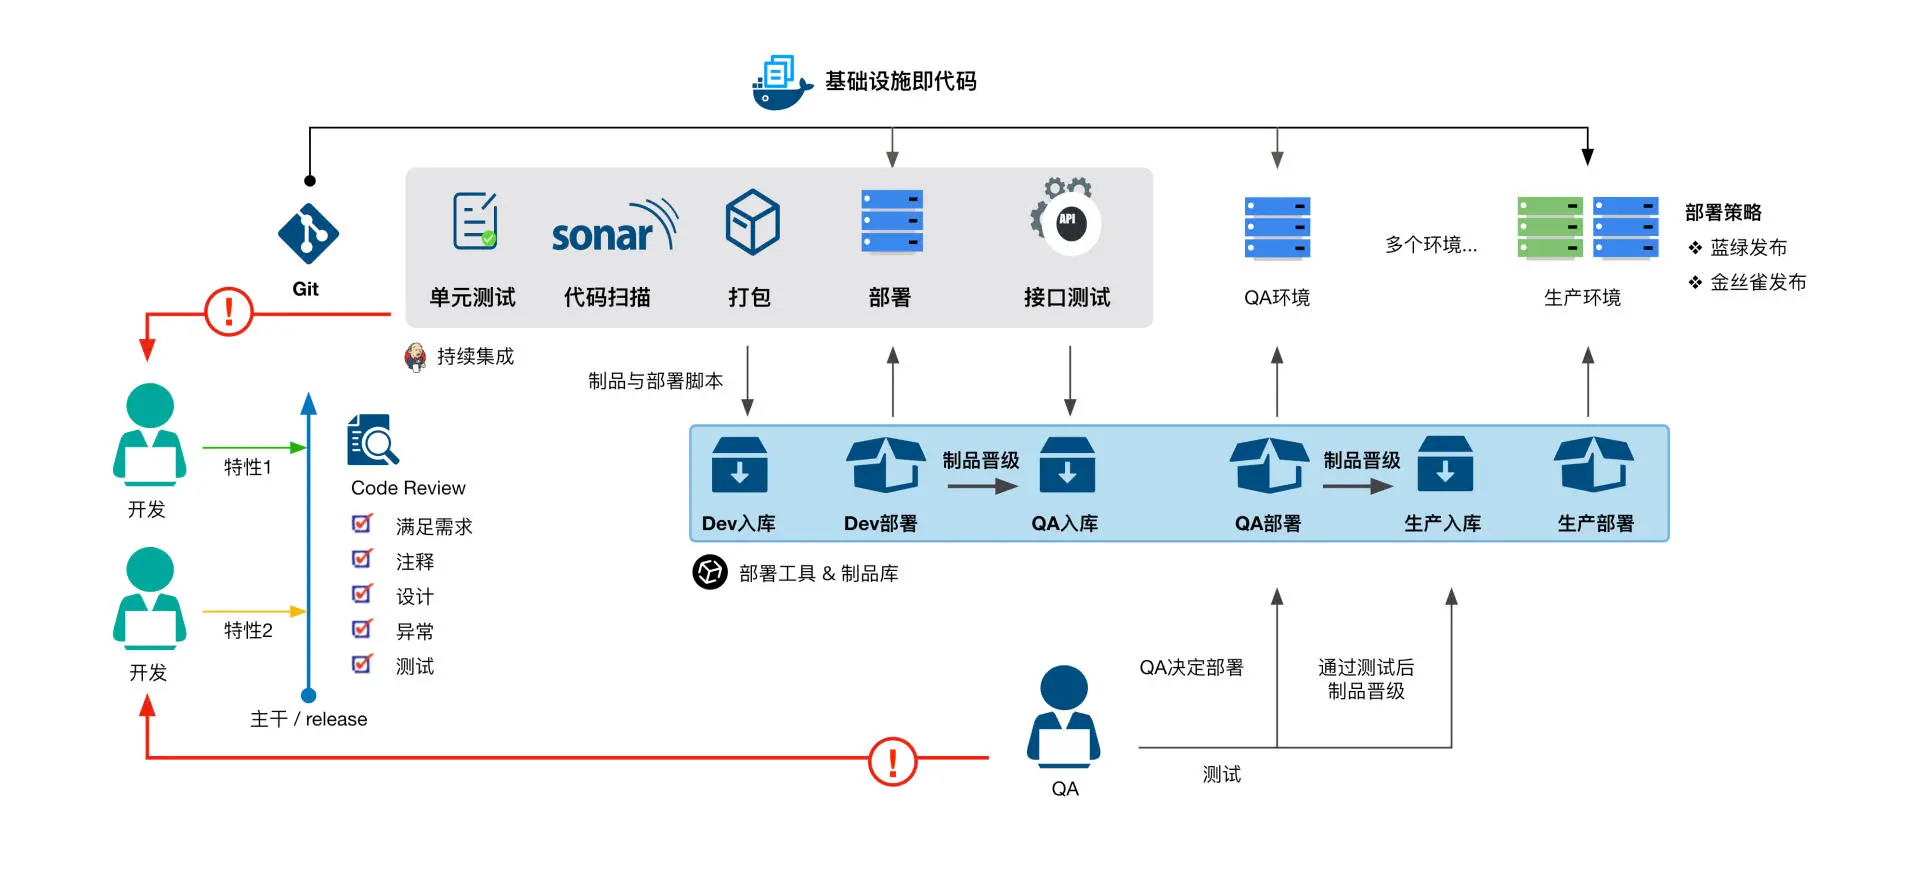 基础设施即代码
Git
sonar
API
单元测试
代码扫描
打包
部署
接口测试
QA环境
多个环境...
生产环境
部署策略
❖ 蓝绿发布
❖ 金丝雀发布
!
持续集成
制品与部署脚本
开发
特性1
Code Review
满足需求
注释
设计
异常
测试
开发
特性2
主干 / release
Dev入库
Dev部署
制品晋级
QA入库
QA部署
制品晋级
生产入库
生产部署
部署工具 & 制品库
QA决定部署
通过测试后
制品晋级
测试
!
QA